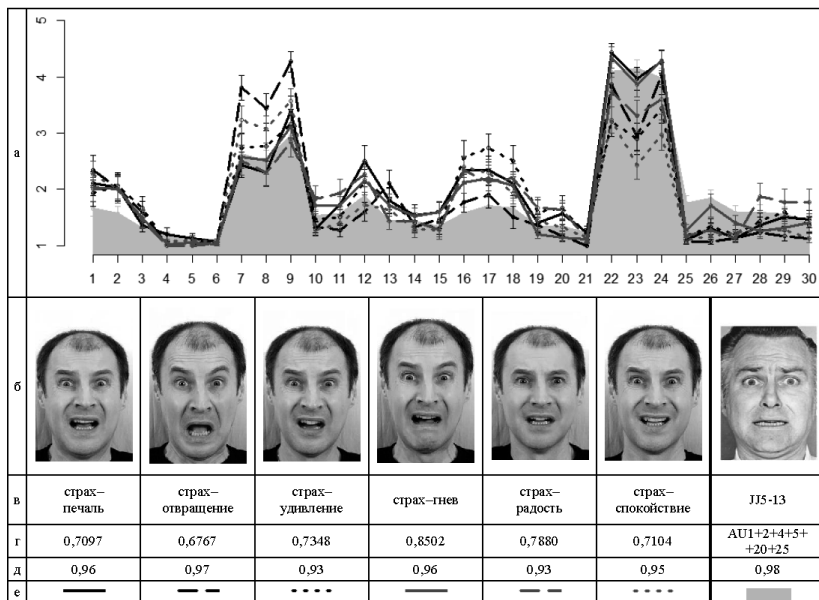 5
4
а
3
2
1
1 2 3 4 5 6 7 8 9 10 11 12 13 14 15 16 17 18 19 20 21 22 23 24 25 26 27 28 29 30
б
в страх–печаль страх–отвращение страх–удивление страх–гнев страх–радость страх–спокойствие JJ5-13
г 0,7097 0,6767 0,7348 0,8502 0,7880 0,7104 AU1+2+4+5+
+20+25
д 0,96 0,97 0,93 0,96 0,93 0,95 0,98
е